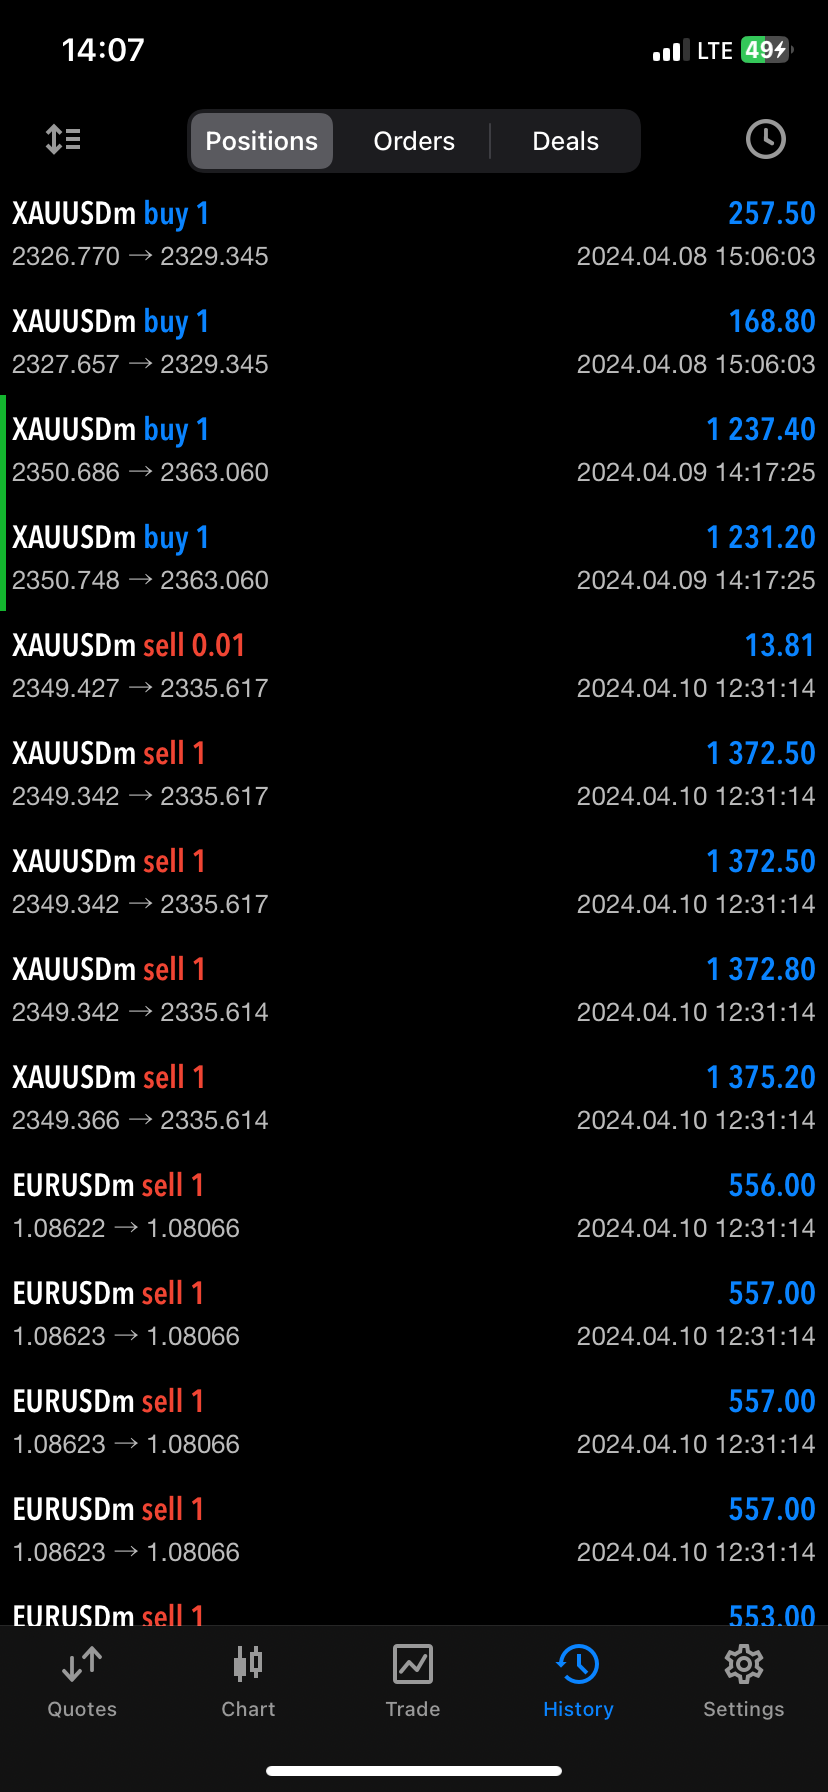 14:07 LTE 49
Positions Orders Deals
XAUUSDm buy 1 257.50
2326.770 → 2329.345 2024.04.08 15:06:03
XAUUSDm buy 1 168.80
2327.657 → 2329.345 2024.04.08 15:06:03
XAUUSDm buy 1 1 237.40
2350.686 → 2363.060 2024.04.09 14:17:25
XAUUSDm buy 1 1 231.20
2350.748 → 2363.060 2024.04.09 14:17:25
XAUUSDm sell 0.01 13.81
2349.427 → 2335.617 2024.04.10 12:31:14
XAUUSDm sell 1 1 372.50
2349.342 → 2335.617 2024.04.10 12:31:14
XAUUSDm sell 1 1 372.50
2349.342 → 2335.617 2024.04.10 12:31:14
XAUUSDm sell 1 1 372.80
2349.342 → 2335.614 2024.04.10 12:31:14
XAUUSDm sell 1 1 375.20
2349.366 → 2335.614 2024.04.10 12:31:14
EURUSDm sell 1 556.00
1.08622 → 1.08066 2024.04.10 12:31:14
EURUSDm sell 1 557.00
1.08623 → 1.08066 2024.04.10 12:31:14
EURUSDm sell 1 557.00
1.08623 → 1.08066 2024.04.10 12:31:14
EURUSDm sell 1 557.00
1.08623 → 1.08066 2024.04.10 12:31:14
EURUSDm sell 1 553.00
Quotes Chart Trade History Settings